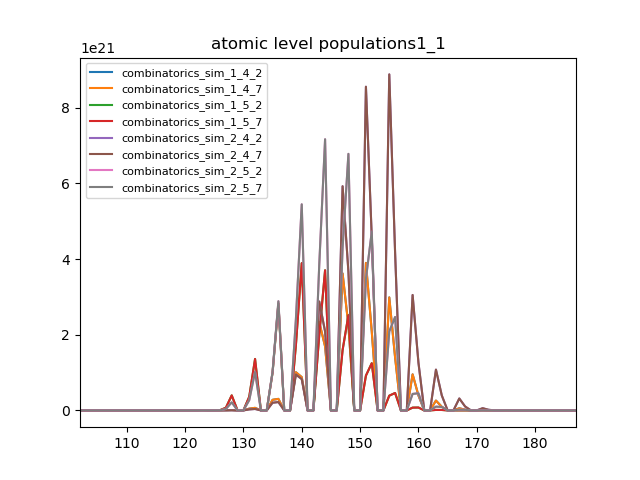 atomic level populations1_1
1e21
combinatorics_sim_1_4_2
combinatorics_sim_1_4_7
combinatorics_sim_1_5_2
combinatorics_sim_1_5_7
combinatorics_sim_2_4_2
combinatorics_sim_2_4_7
combinatorics_sim_2_5_2
combinatorics_sim_2_5_7
8
6
4
2
0
110 120 130 140 150 160 170 180